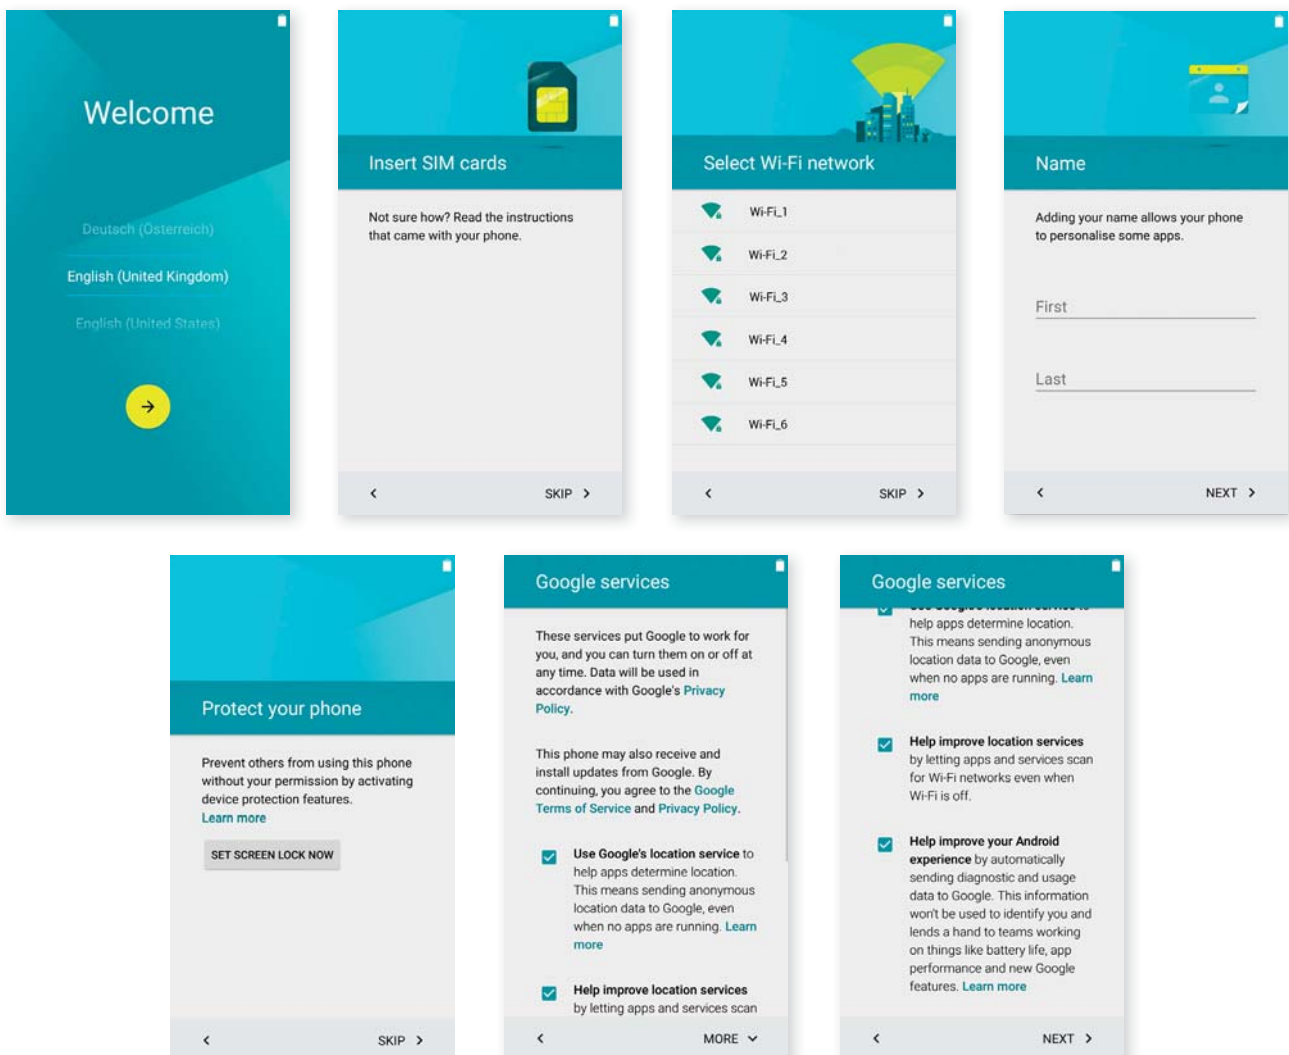 Welcome
Deutsch (Österreich)
English (United Kingdom)
English (United States)
Insert SIM cards
Not sure how? Read the instructions
that came with your phone.
SKIP
Select Wi-Fi network
Wi-Fi_1
Wi-Fi_2
Wi-Fi_3
Wi-Fi_4
Wi-Fi_5
Wi-Fi_6
SKIP
Name
Adding your name allows your phone
to personalise some apps.
First
Last
NEXT
Protect your phone
Prevent others from using this phone
without your permission by activating
device protection features.
Learn more
SET SCREEN LOCK NOW
SKIP
Google services
These services put Google to work for
you, and you can turn them on or off at
any time. Data will be used in
accordance with Google's Privacy
Policy.
This phone may also receive and
install updates from Google. By
continuing, you agree to the Google
Terms of Service and Privacy Policy.
Use Google's location service to
help apps determine location.
This means sending anonymous
location data to Google, even
when no apps are running. Learn
more
Help improve location services
by letting apps and services scan
MORE
Google services
Use Google's location service to
help apps determine location.
This means sending anonymous
location data to Google, even
when no apps are running. Learn
more
Help improve location services
by letting apps and services scan
for Wi-Fi networks even when
Wi-Fi is off.
Help improve your Android
experience by automatically
sending diagnostic and usage
data to Google. This information
won't be used to identify you and
lends a hand to teams working
on things like battery life, app
performance and new Google
features. Learn more
NEXT